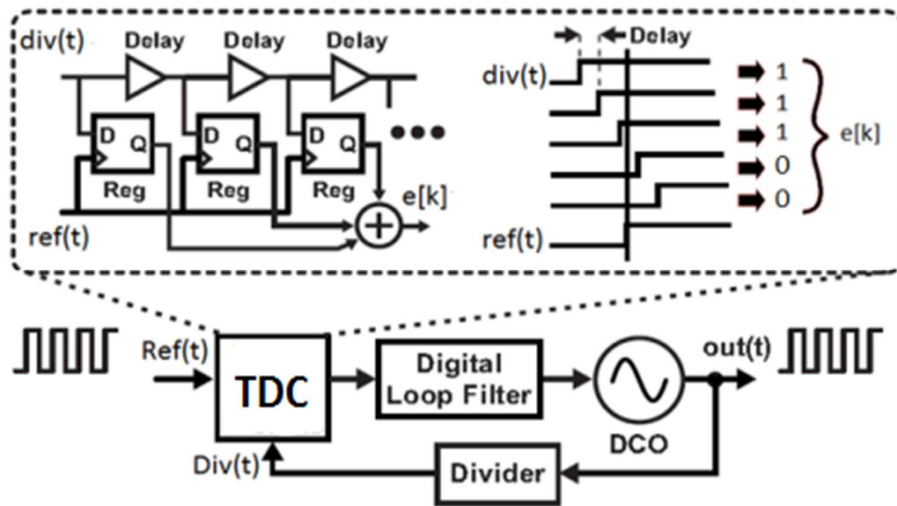 div(t)
Delay Delay Delay
D Q D Q D Q
Reg Reg Reg
ref(t)
e[k]
+
Delay
div(t)
1
1
1
0
0
e[k]
ref(t)
Ref(t)
TDC
Div(t)
Digital
Loop Filter
DCO
out(t)
Divider